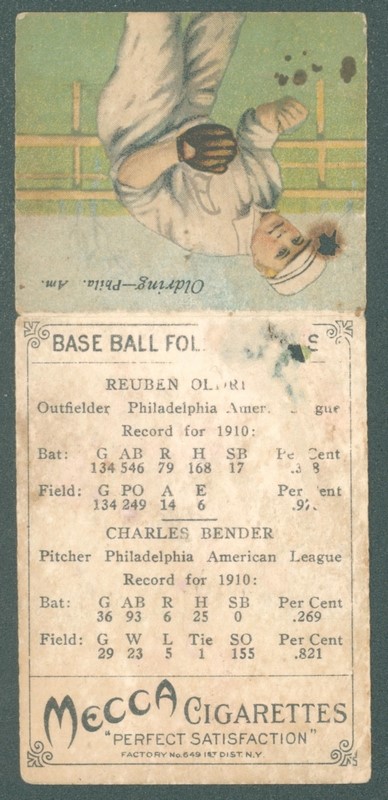 Oldring—Phila. Am.
BASE BALL
REUBEN
Outfielder Philadelphia
Record for 1910:
Bat: G AB R H SB Cent
134 546 79 168 17
Field: G PO A E Per
134 249 14 6
CHARLES BENDER
Pitcher Philadelphia American League
Record for 1910:
Bat: G AB R H SB Per Cent
36 93 6 25 0 .269
Field: G W L Tie SO Per Cent
29 23 5 1 155 .821
MECCA CIGARETTES
"PERFECT SATISFACTION"
FACTORY No. 649 1ST DIST. N.Y.